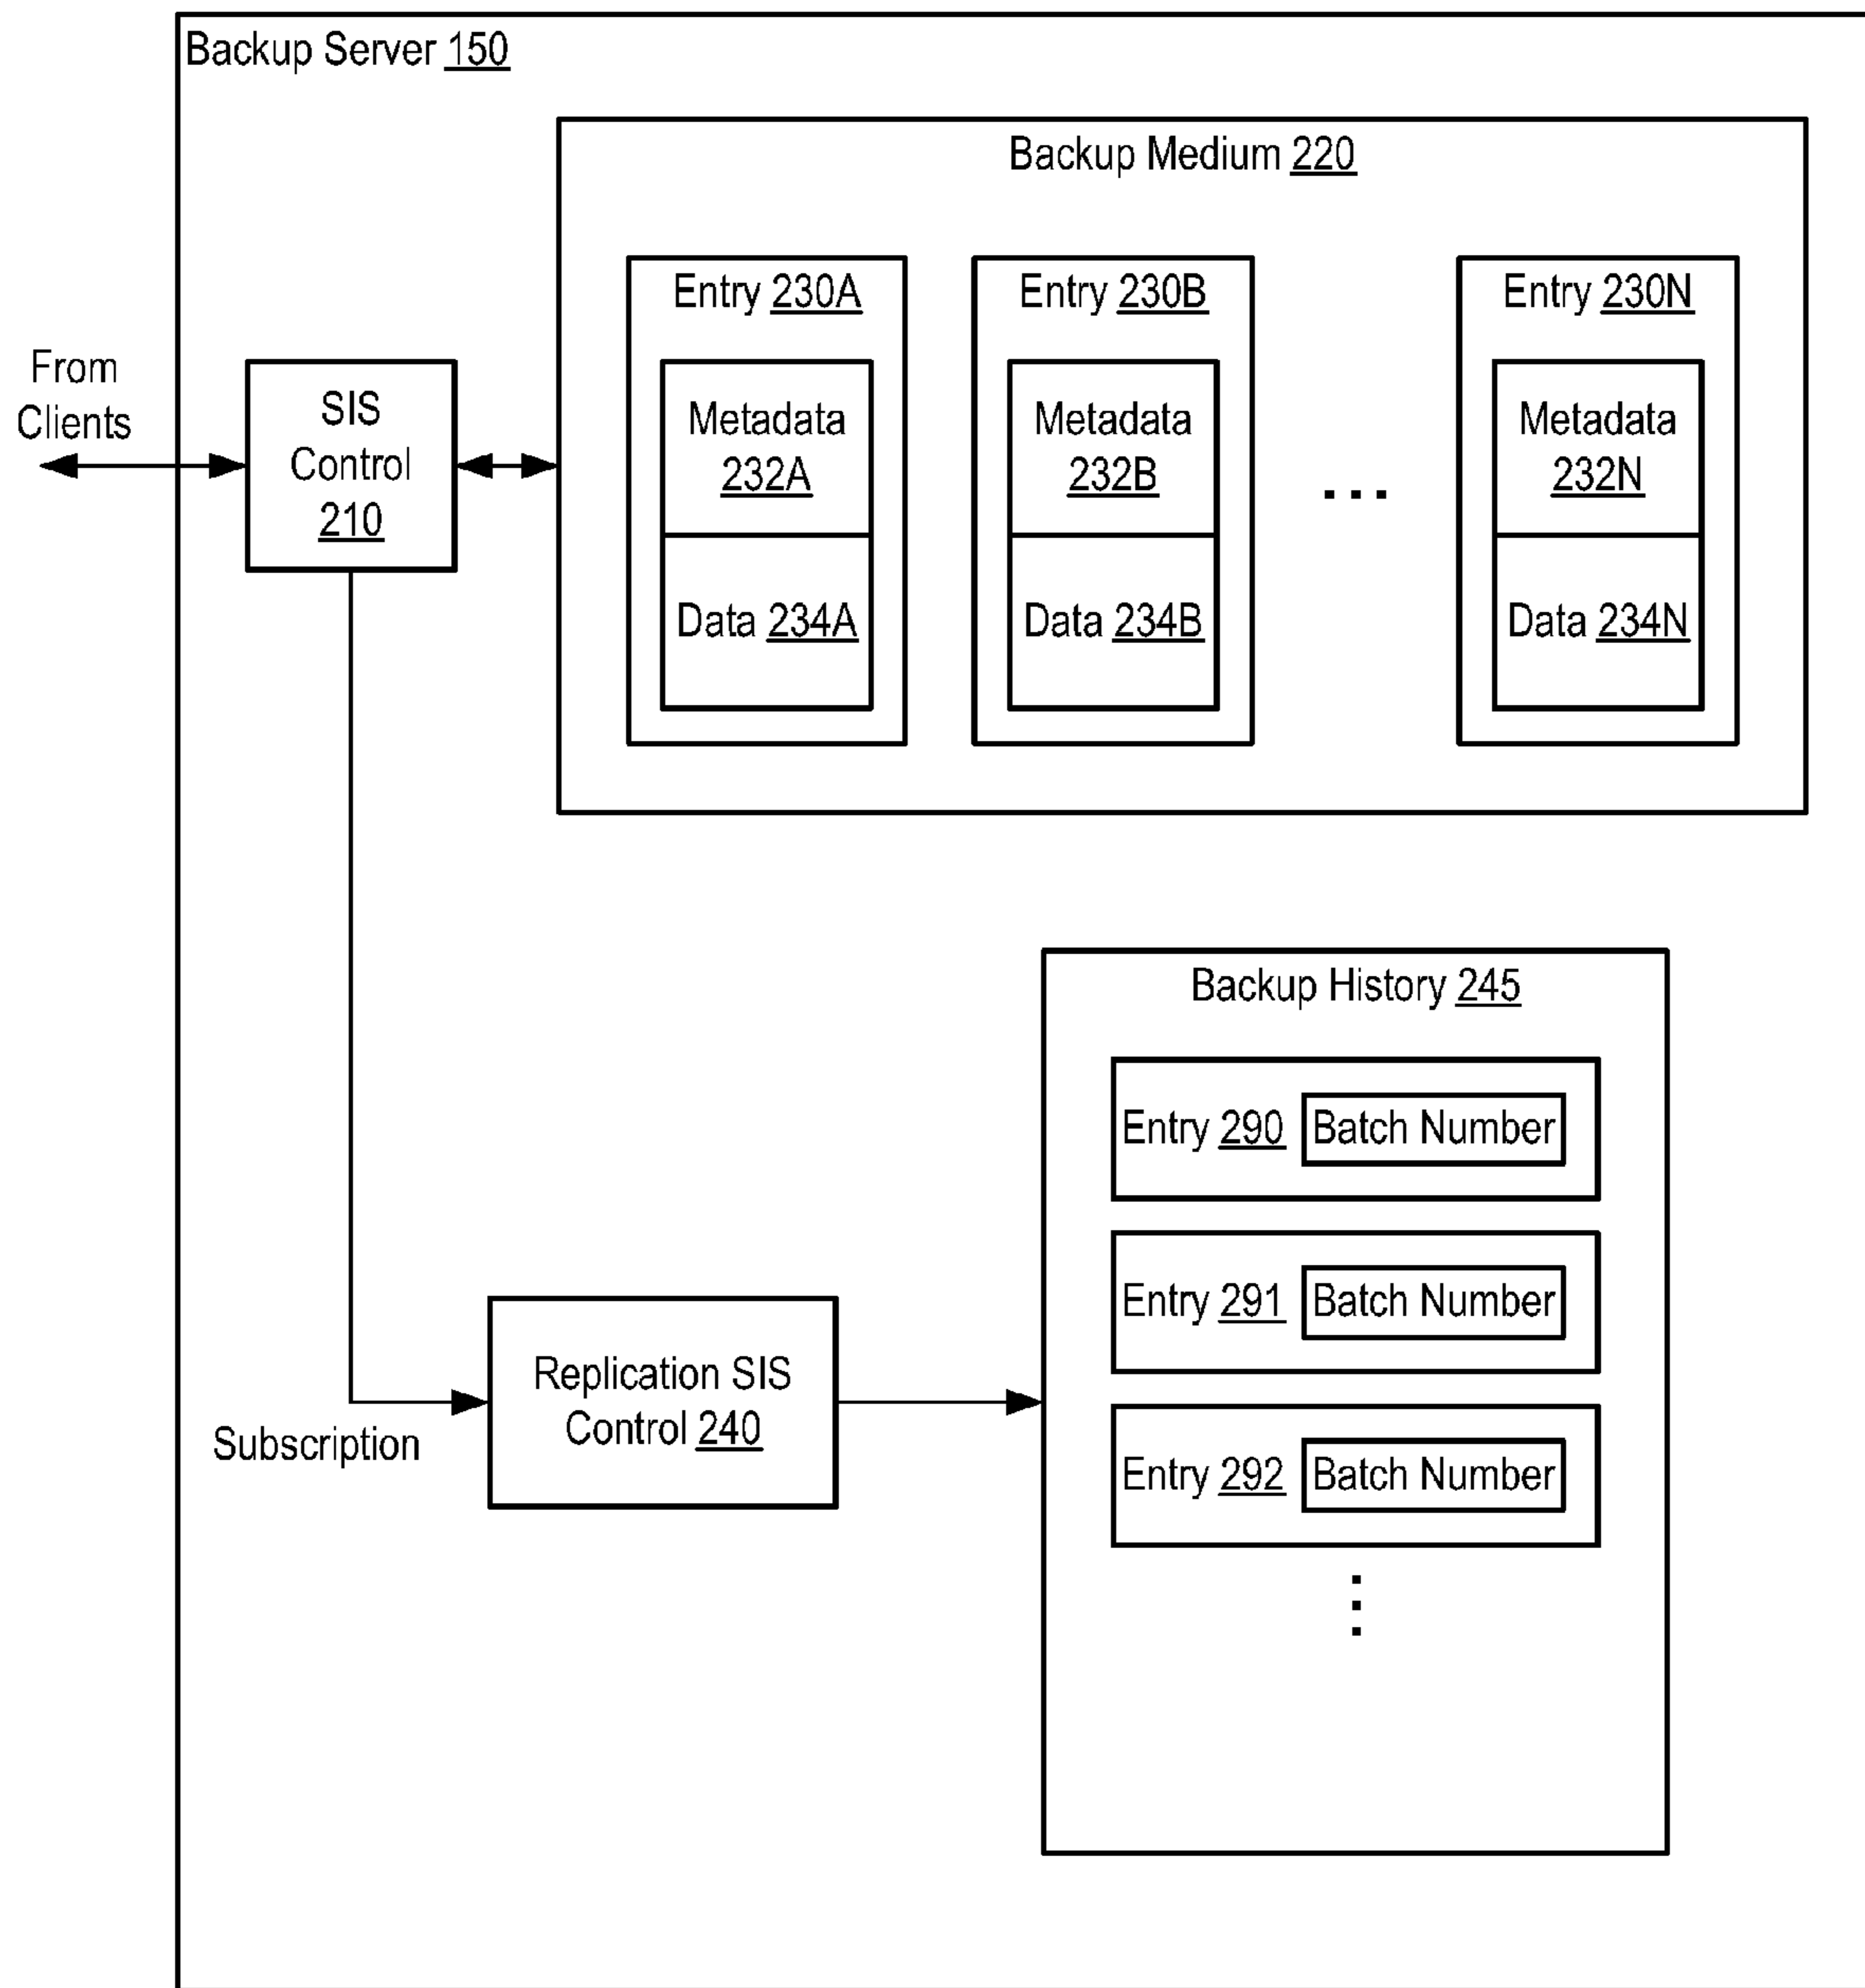 Backup Server 150
Backup Medium 220
Entry 230A
Entry 230B
Entry 230N
From
Clients
SIS
Control
210
Metadata
232A
Metadata
232B
...
Metadata
232N
Data 234A
Data 234B
Data 234N
Backup History 245
Entry 290 Batch Number
Entry 291 Batch Number
Replication SIS
Control 240
Subscription
Entry 292 Batch Number